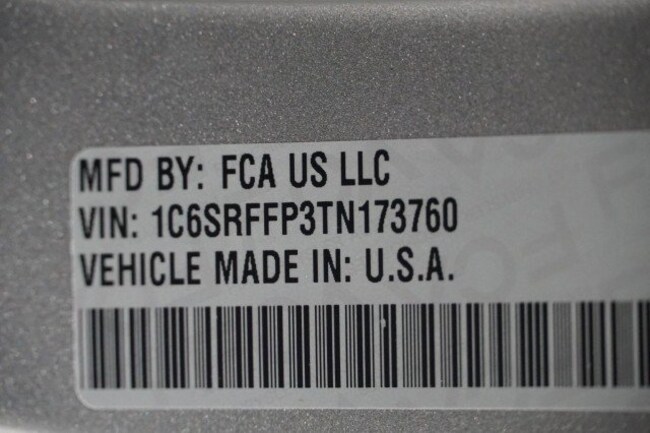 MFD BY: FCA US LLC
VIN: 1C6SRFFP3TN173760
VEHICLE MADE IN: U.S.A.